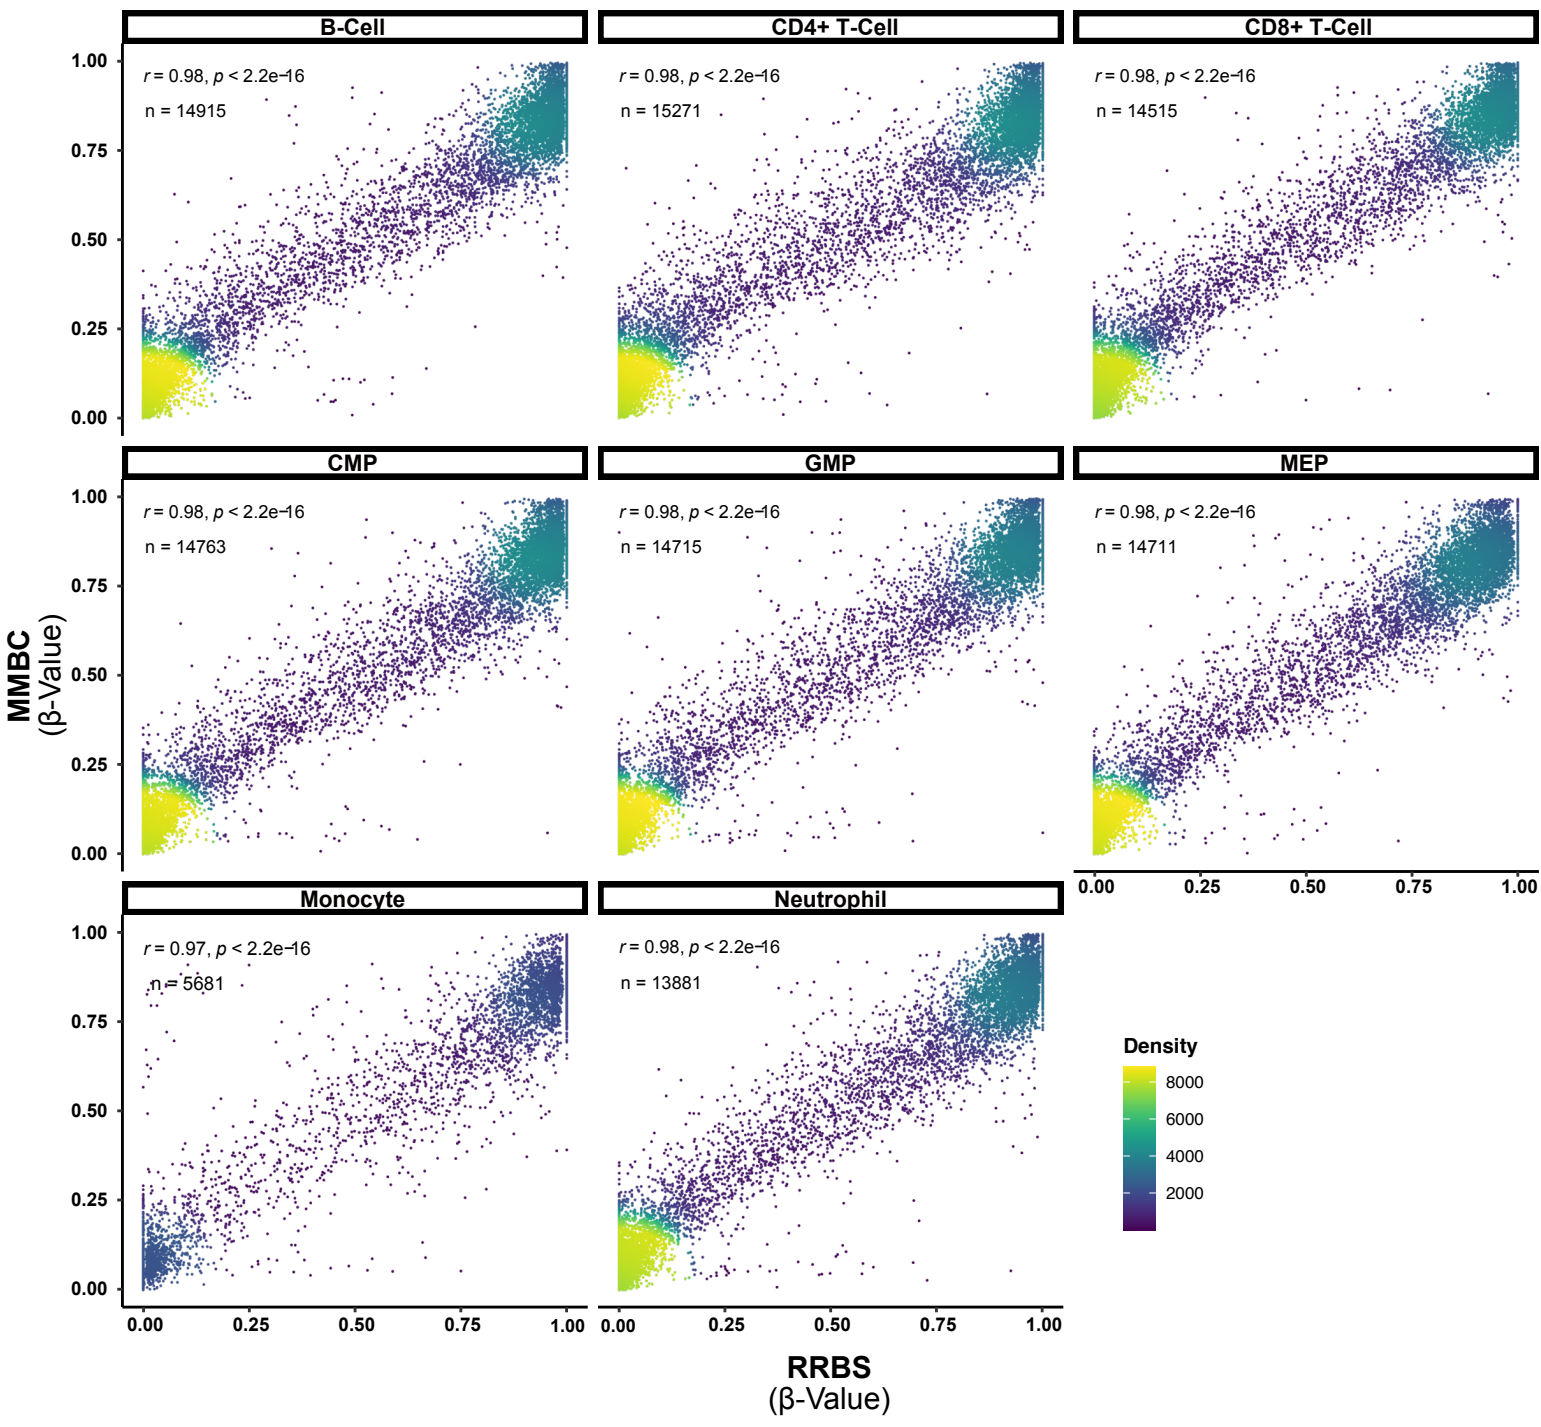 B-Cell
CD4+ T-Cell
CD8+ T-Cell
1.00
0.75
0.50
0.25
0.00
r = 0.98, p < 2.2e−16
n = 14915
r = 0.98, p < 2.2e−16
n = 15271
r = 0.98, p < 2.2e−16
n = 14515
CMP
GMP
MEP
1.00
0.75
0.50
0.25
0.00
r = 0.98, p < 2.2e−16
n = 14763
r = 0.98, p < 2.2e−16
n = 14715
r = 0.98, p < 2.2e−16
n = 14711
0.00 0.25 0.50 0.75 1.00
MMBC
(β-Value)
Monocyte
Neutrophil
1.00
0.75
0.50
0.25
0.00
r = 0.97, p < 2.2e−16
n = 5681
r = 0.98, p < 2.2e−16
n = 13881
0.00 0.25 0.50 0.75 1.00
0.00 0.25 0.50 0.75 1.00
Density
8000
6000
4000
2000
RRBS
(β-Value)